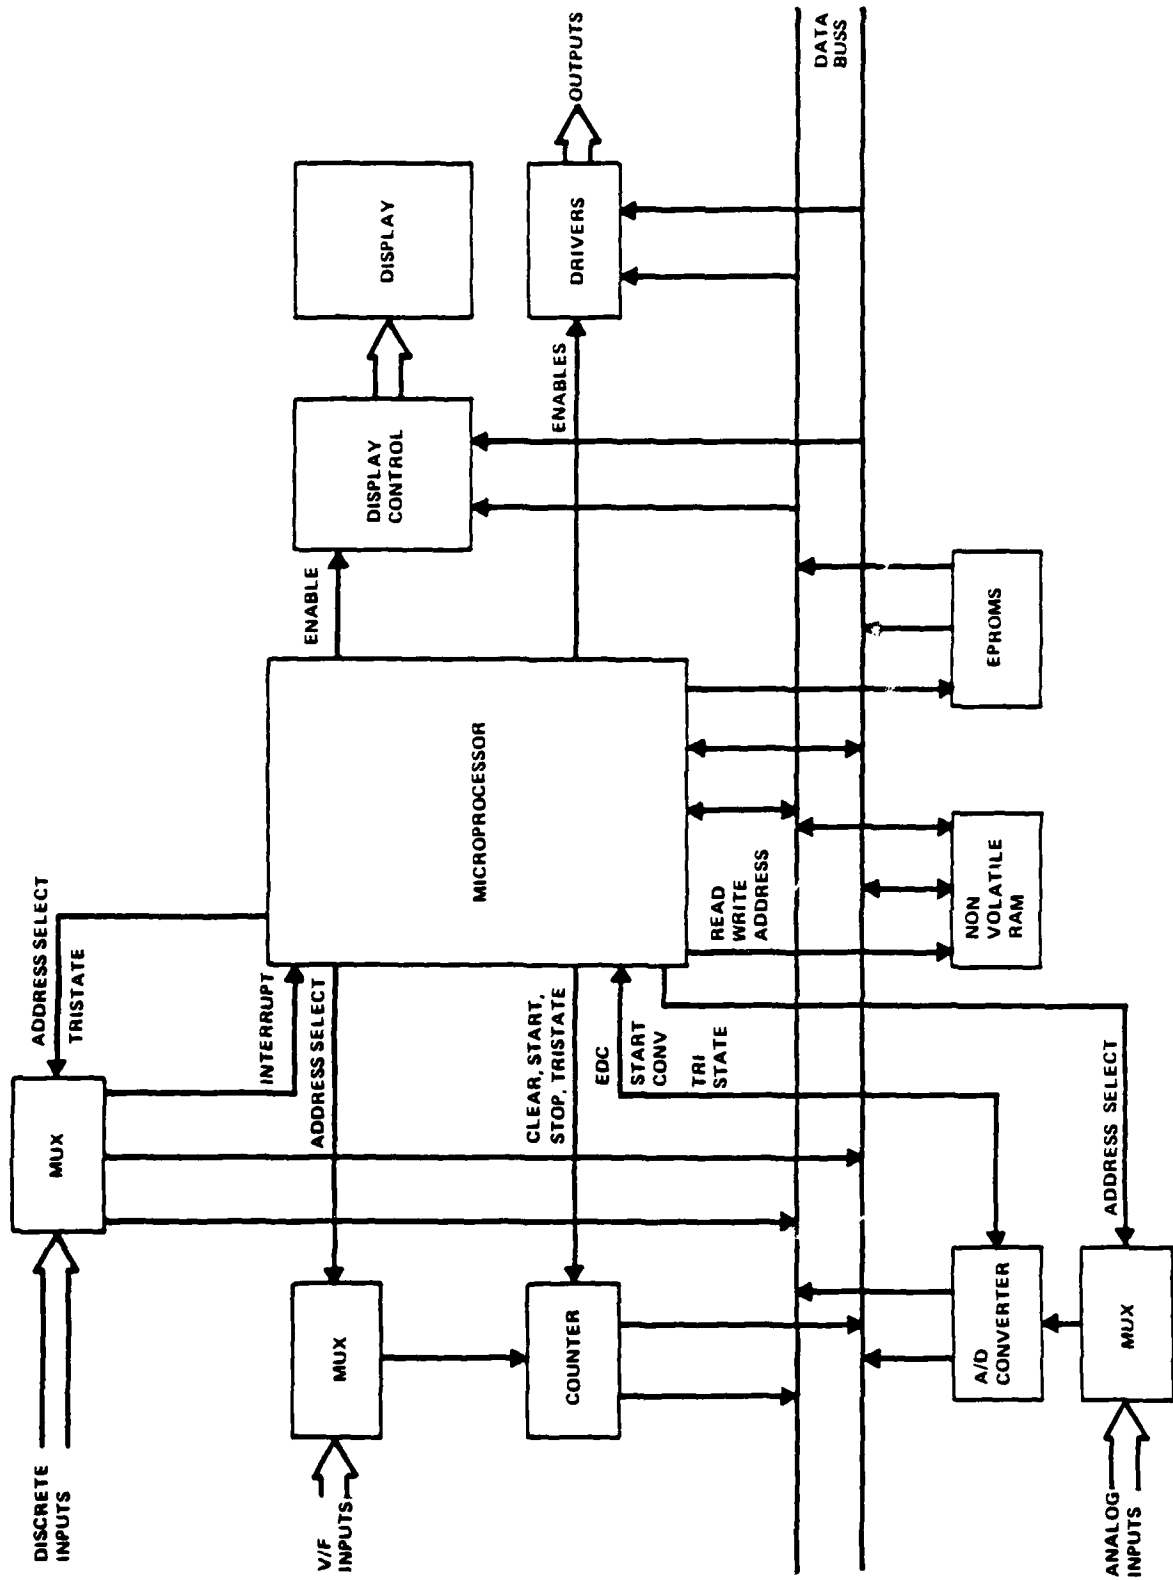 DISCRETE
INPUTS
MUX
ADDRESS SELECT
TRISTATE
INTERRUPT
V/F
INPUTS
MUX
ADDRESS SELECT
MICROPROCESSOR
ENABLE
DISPLAY
CONTROL
DISPLAY
COUNTER
CLEAR, START,
STOP, TRISTATE
ENABLES
DRIVERS
OUTPUTS
EDC
START
CONV
TRI
STATE
READ
WRITE
ADDRESS
DATA
BUSS
A/D
CONVERTER
NON
VOLATILE
RAM
EPROMS
ANALOG
INPUTS
MUX
ADDRESS SELECT